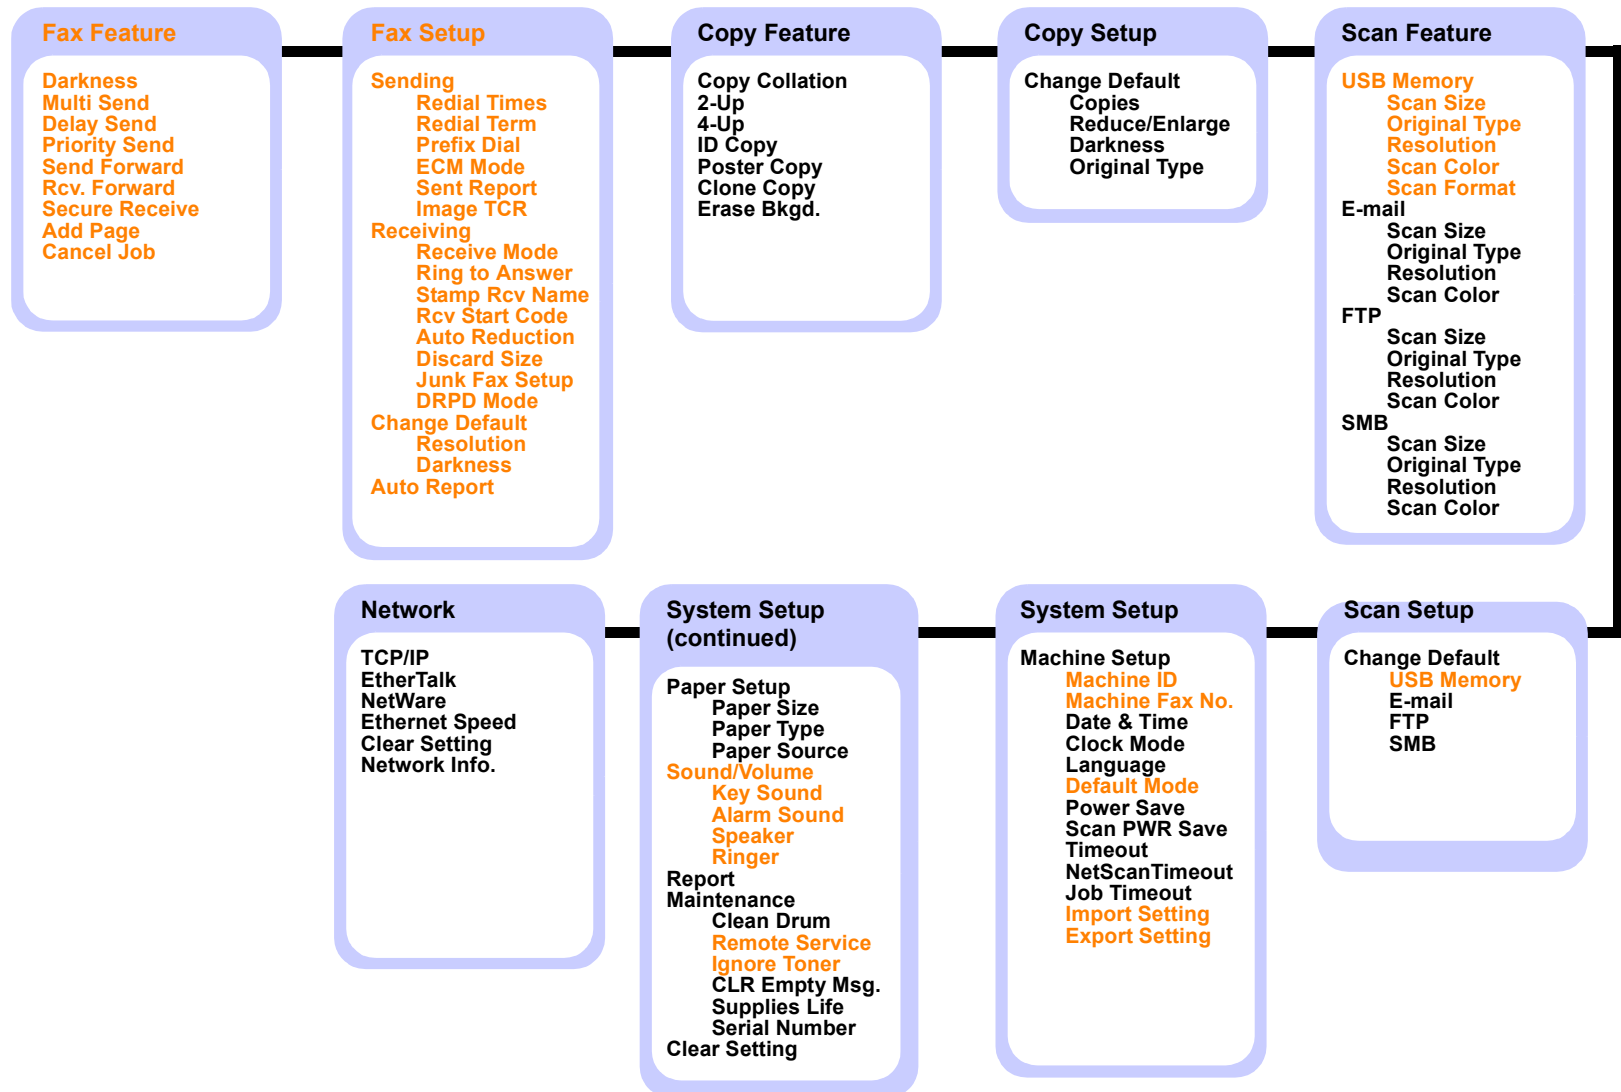 Fax Feature
Darkness
Multi Send
Delay Send
Priority Send
Send Forward
Rcv. Forward
Secure Receive
Add Page
Cancel Job
Fax Setup
Sending
Redial Times
Redial Term
Prefix Dial
ECM Mode
Sent Report
Image TCR
Receiving
Receive Mode
Ring to Answer
Stamp Rcv Name
Rcv Start Code
Auto Reduction
Discard Size
Junk Fax Setup
DRPD Mode
Change Default
Resolution
Darkness
Auto Report
Copy Feature
Copy Collation
2-Up
4-Up
ID Copy
Poster Copy
Clone Copy
Erase Bkgd.
Copy Setup
Change Default
Copies
Reduce/Enlarge
Darkness
Original Type
Scan Feature
USB Memory
Scan Size
Original Type
Resolution
Scan Color
Scan Format
E-mail
Scan Size
Original Type
Resolution
Scan Color
FTP
Scan Size
Original Type
Resolution
Scan Color
SMB
Scan Size
Original Type
Resolution
Scan Color
Network
TCP/IP
EtherTalk
NetWare
Ethernet Speed
Clear Setting
Network Info.
System Setup
(continued)
Paper Setup
Paper Size
Paper Type
Paper Source
Sound/Volume
Key Sound
Alarm Sound
Speaker
Ringer
Report
Maintenance
Clean Drum
Remote Service
Ignore Toner
CLR Empty Msg.
Supplies Life
Serial Number
Clear Setting
System Setup
Machine Setup
Machine ID
Machine Fax No.
Date & Time
Clock Mode
Language
Default Mode
Power Save
Scan PWR Save
Timeout
NetScanTimeout
Job Timeout
Import Setting
Export Setting
Scan Setup
Change Default
USB Memory
E-mail
FTP
SMB